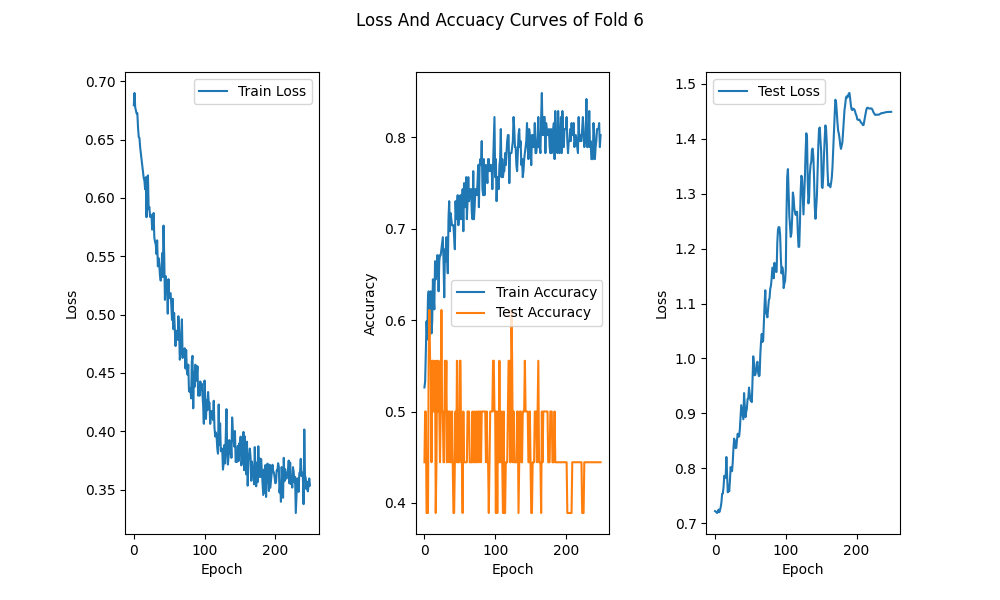 Loss And Accuacy Curves of Fold 6
Train Loss
Loss
0.70
0.65
0.60
0.55
0.50
0.45
0.40
0.35
0
100
200
Epoch
Train Accuracy
Test Accuracy
Accuracy
0.8
0.7
0.6
0.5
0.4
0
100
200
Epoch
Test Loss
Loss
1.5
1.4
1.3
1.2
1.1
1.0
0.9
0.8
0.7
0
100
200
Epoch